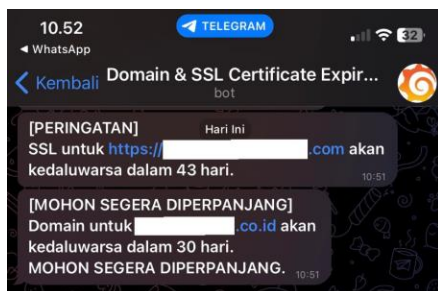 10.52
TELEGRAM
32
◄ WhatsApp
Kembali
Domain & SSL Certificate Expir...
bot
[PERINGATAN]
Hari Ini
SSL untuk https:// .com akan
kedaluwarsa dalam 43 hari.
10:51
[MOHON SEGERA DIPERPANJANG]
Domain untuk .co.id akan
kedaluwarsa dalam 30 hari.
MOHON SEGERA DIPERPANJANG.
10:51